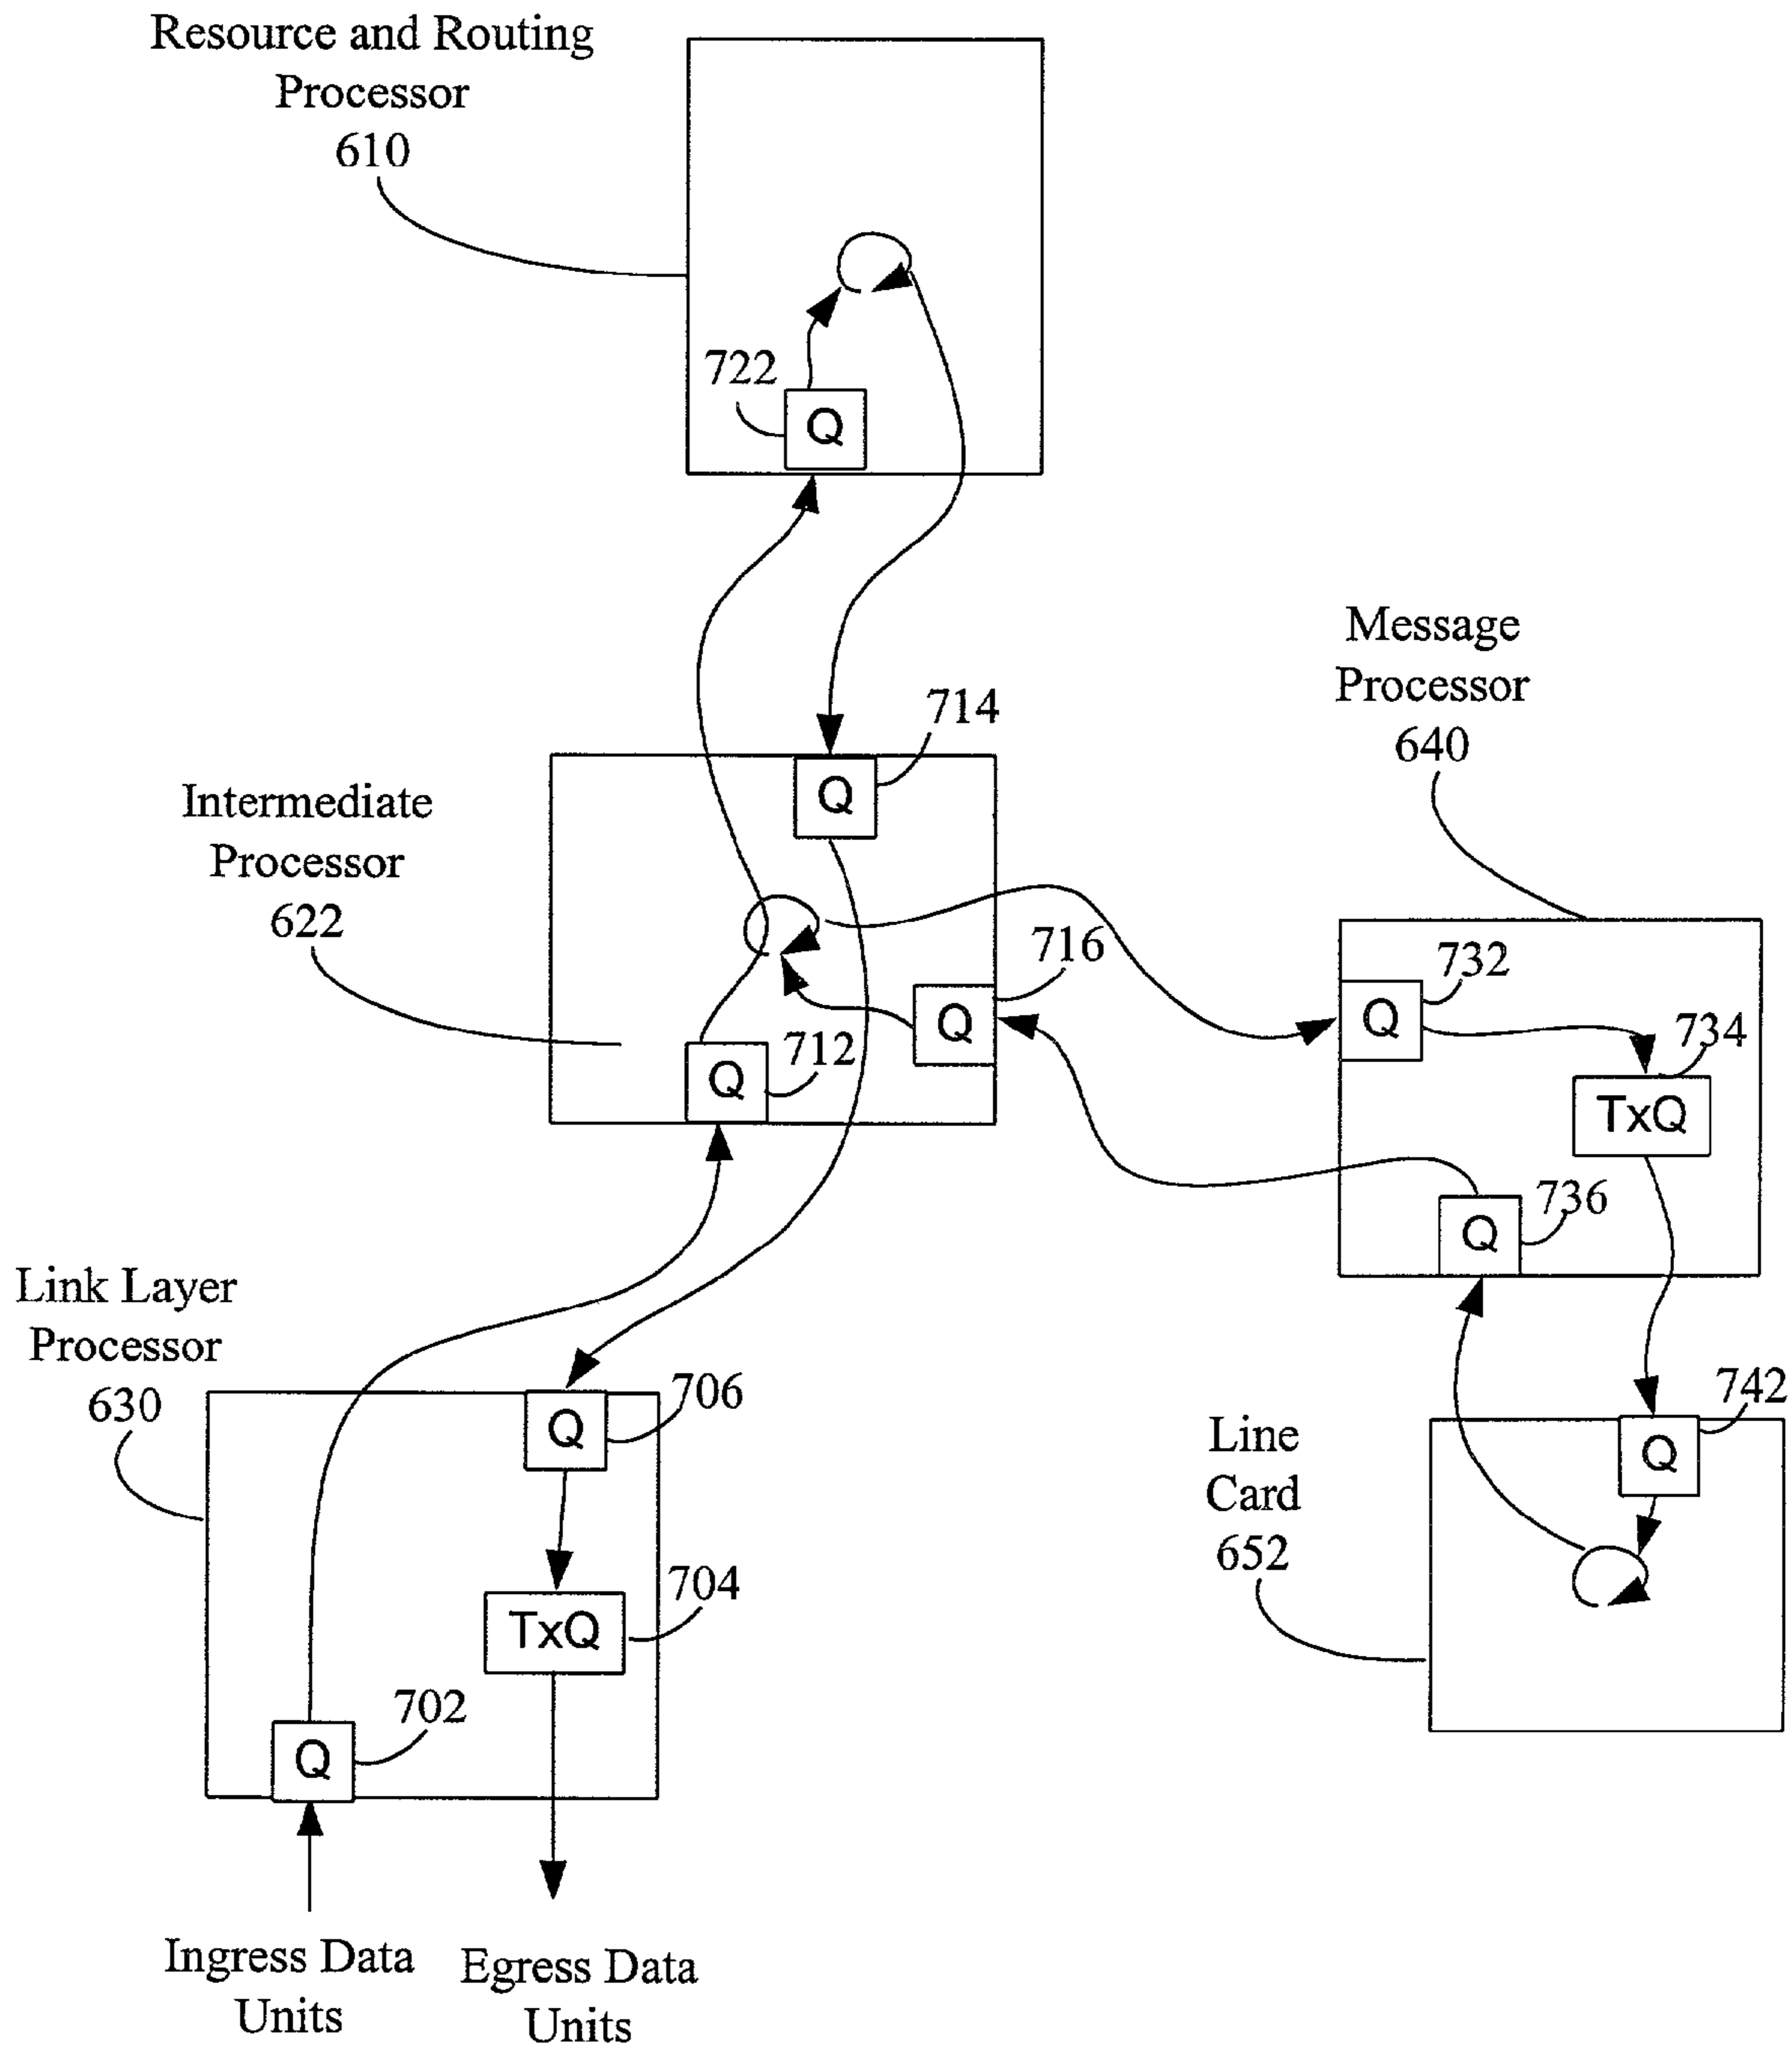 Resource and Routing
Processor
610
722
Q
Message
Processor
640
714
Q
Intermediate
Processor
622
716
Q
732
Q
734
TxQ
712
Q
736
Q
Link Layer
Processor
630
706
Q
742
Q
Line
Card
652
704
TxQ
702
Q
Ingress Data
Units
Egress Data
Units